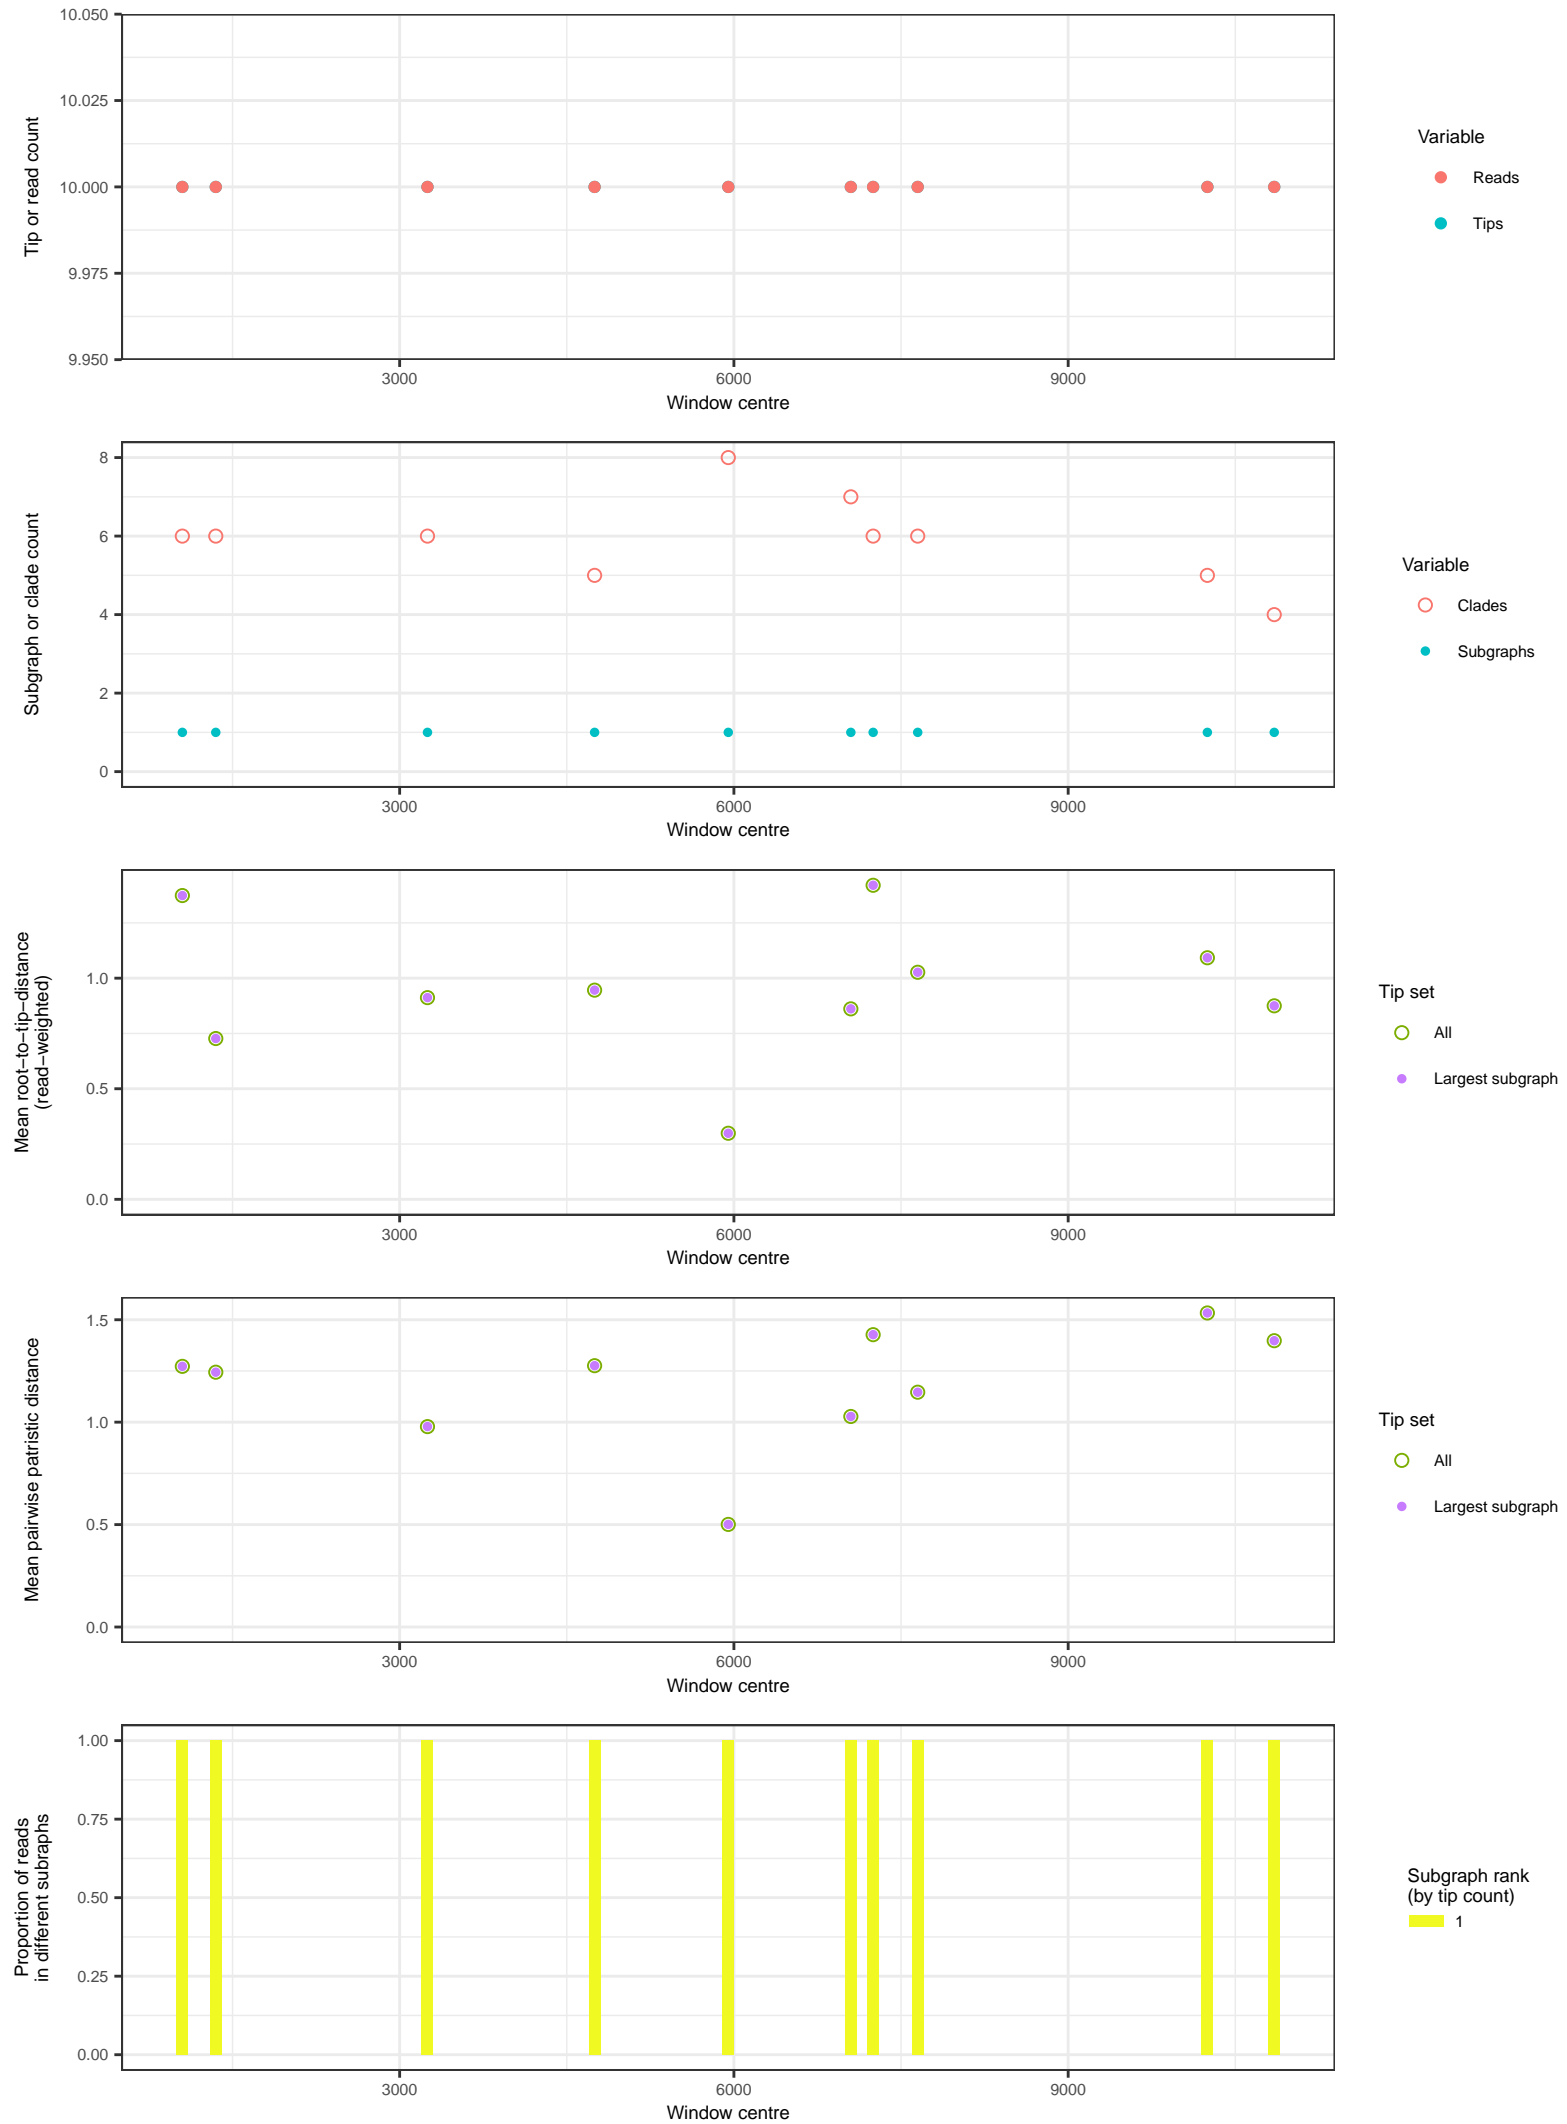 10.050
10.025
10.000
9.975
9.950
Tip or read count
3000 6000 9000
Window centre
Variable
Reads
Tips
8
6
4
2
0
Subgraph or clade count
3000 6000 9000
Window centre
Variable
Clades
Subgraphs
1.0
0.5
0.0
Mean root−to−tip−distance
(read−weighted)
3000 6000 9000
Window centre
Tip set
All
Largest subgraph
1.5
1.0
0.5
0.0
Mean pairwise patristic distance
3000 6000 9000
Window centre
Tip set
All
Largest subgraph
1.00
0.75
0.50
0.25
0.00
Proportion of reads
in different subraphs
3000 6000 9000
Window centre
Subgraph rank
(by tip count)
1